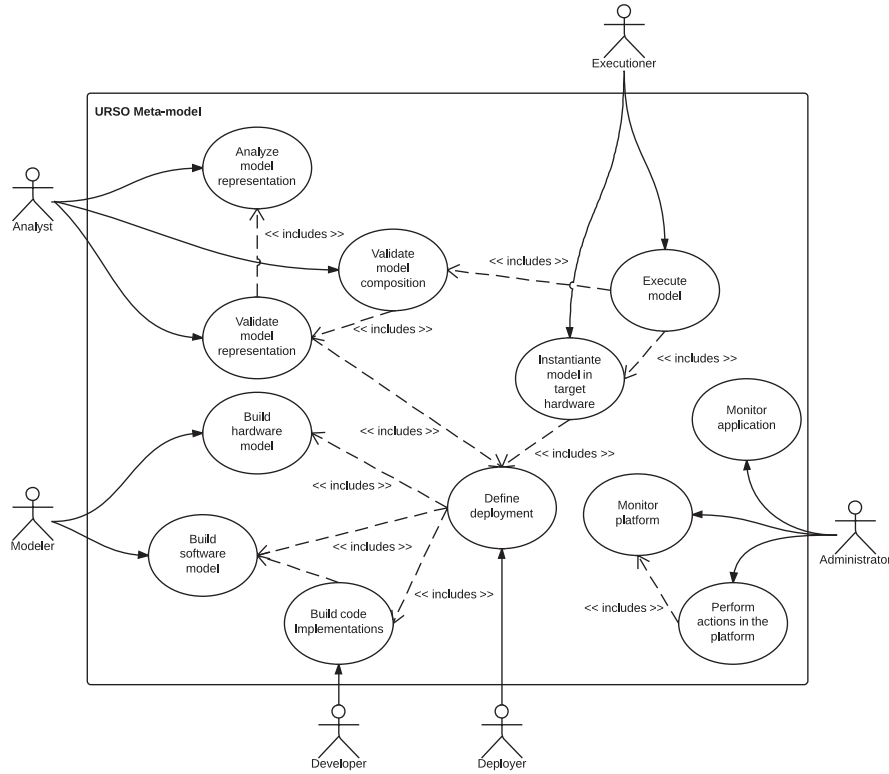 Executioner
URSO Meta-model
Analyze
model
representation
Analyst
<< includes >>
Validate
model
composition
<< includes >>
Execute
model
Validate
model
representation
<< includes >>
<< includes >>
Instantiante
model in
target
hardware
Build
hardware
model
Monitor
application
<< includes >>
<< includes >>
<< includes >>
Define
deployment
Monitor
platform
Modeler
Build
software
model
<< includes >>
Administrator
<< includes >>
<< includes >>
Build code
Implementations
Perform
actions in the
platform
Developer
Deployer